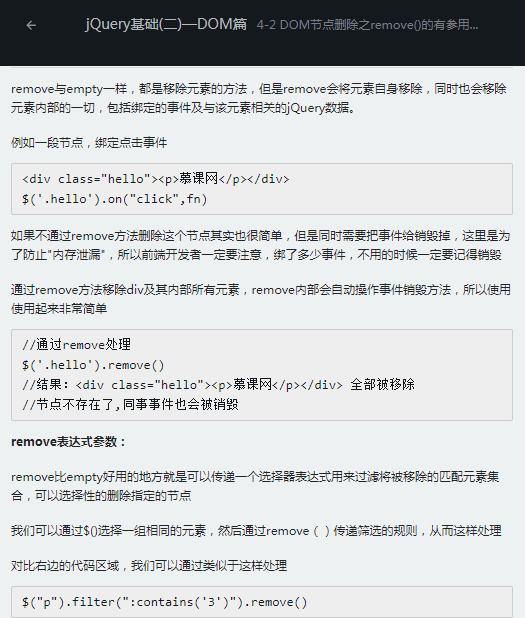 jQuery基础(二)—DOM篇 4-2 DOM节点删除之remove()的有参用...
remove与empty一样，都是移除元素的方法，但是remove会将元素自身移除，同时也会移除
元素内部的一切，包括绑定的事件及与该元素相关的jQuery数据。
例如一段节点，绑定点击事件
<div class="hello"><p>慕课网</p></div>
$('.hello').on("click",fn)
如果不通过remove方法删除这个节点其实也很简单，但是同时需要把事件给销毁掉，这里是为
了防止"内存泄漏"，所以前端开发者一定要注意，绑了多少事件，不用的时候一定要记得销毁
通过remove方法移除div及其内部所有元素，remove内部会自动操作事件销毁方法，所以使用
使用起来非常简单
//通过remove处理
$('.hello').remove()
//结果：<div class="hello"><p>慕课网</p></div> 全部被移除
//节点不存在了,同事事件也会被销毁
remove表达式参数：
remove比empty好用的地方就是可以传递一个选择器表达式用来过滤将被移除的匹配元素集
合，可以选择性的删除指定的节点
我们可以通过$()选择一组相同的元素，然后通过remove（）传递筛选的规则，从而这样处理
对比右边的代码区域，我们可以通过类似于这样处理
$("p").filter(":contains('3')").remove()